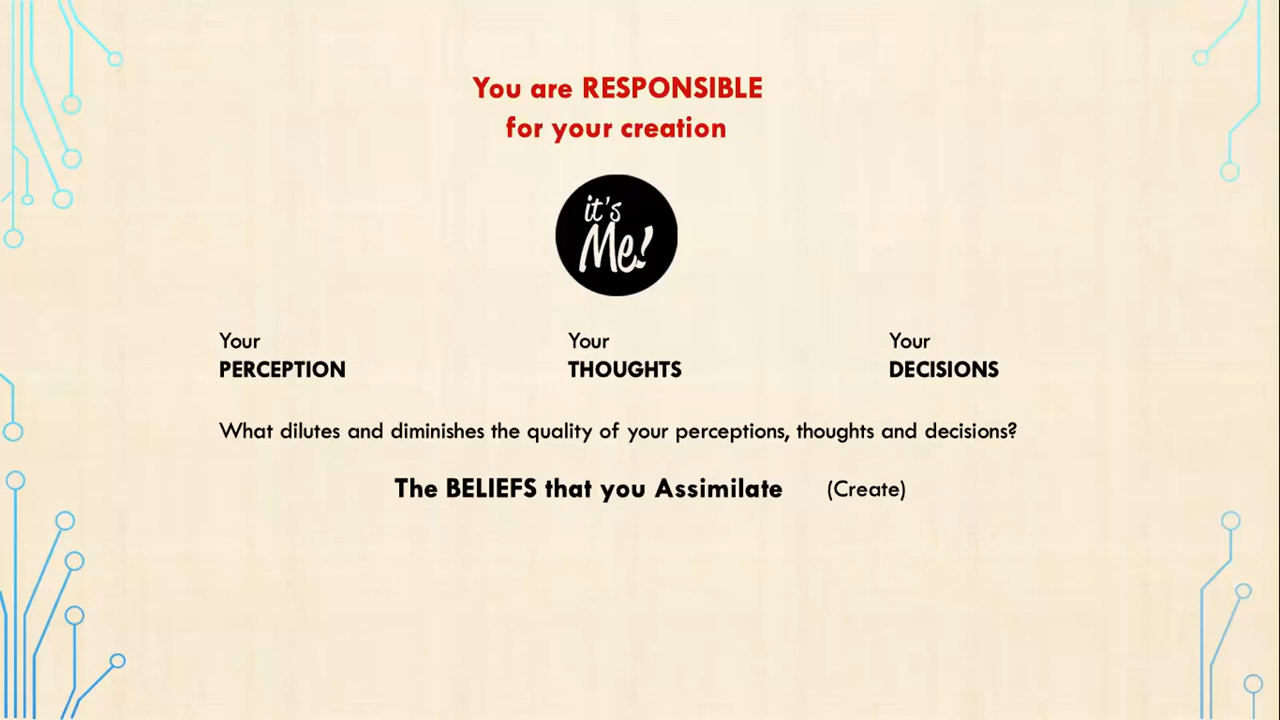 You are RESPONSIBLE
for your creation
it's
Me!
Your
PERCEPTION
Your
THOUGHTS
Your
DECISIONS
What dilutes and diminishes the quality of your perceptions, thoughts and decisions?
The BELIEFS that you Assimilate (Create)